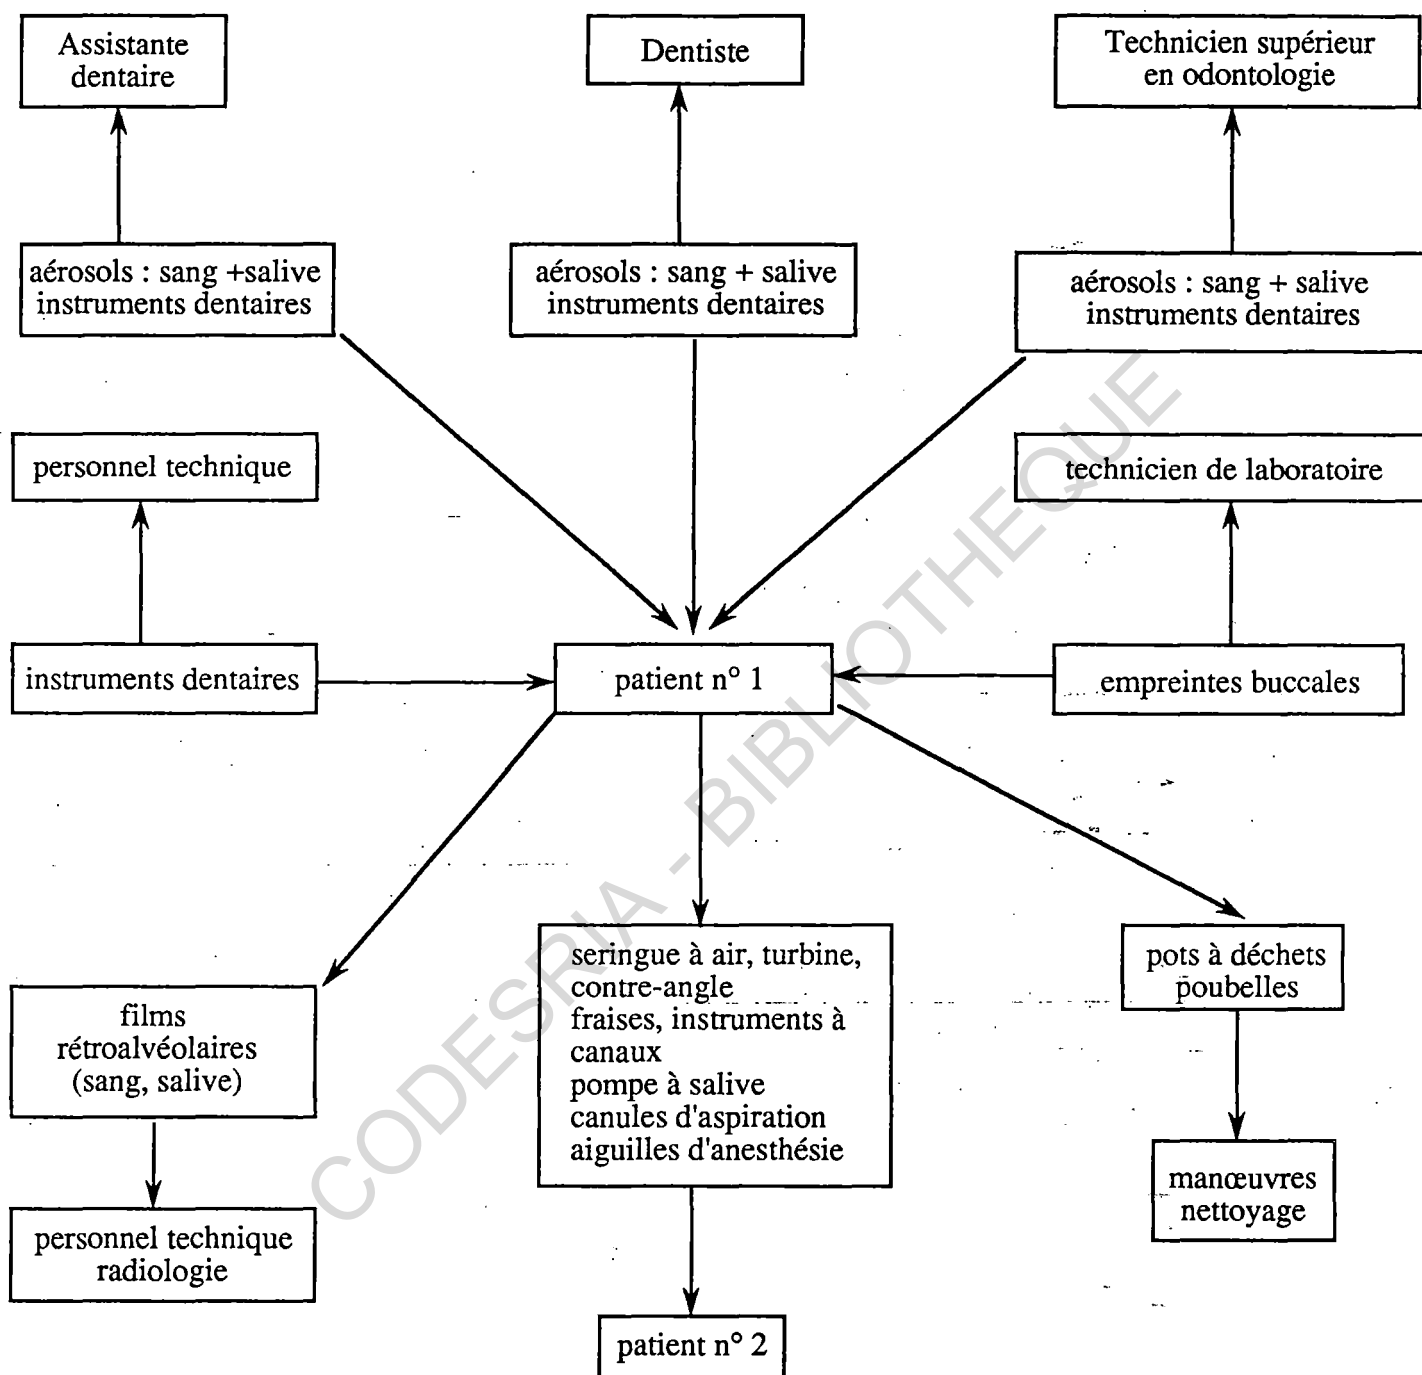 Assistante
dentaire
Dentiste
Technicien supérieur
en odontologie
aérosols : sang +salive
instruments dentaires
aérosols : sang + salive
instruments dentaires
aérosols : sang + salive
instruments dentaires
personnel technique
technicien de laboratoire
instruments dentaires
patient n° 1
empreintes buccales
films
rétroalvéolaires
(sang, salive)
seringue à air, turbine,
contre-angle
fraises, instruments à
canaux
pompe à salive
canules d'aspiration
aiguilles d'anesthésie
pots à déchets
poubelles
personnel technique
radiologie
manœuvres
nettoyage
patient n° 2
CODESRIA - BIBLIOTHEQUE